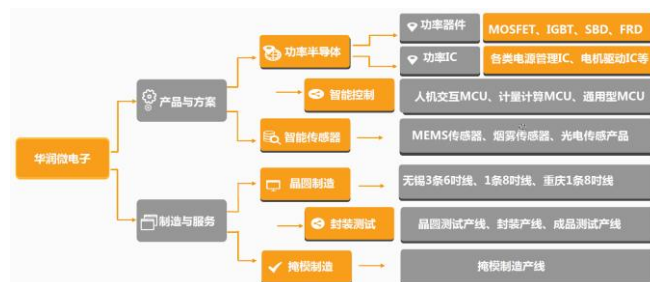 华润微电子
产品与方案
功率半导体
功率器件
MOSFET、IGBT、SBD、FRD
功率IC
各类电源管理IC、电机驱动IC等
智能控制
人机交互MCU、计量计算MCU、通用型MCU
智能传感器
MEMS传感器、烟雾传感器、光电传感产品
制造与服务
晶圆制造
无锡3条6吋线、1条8吋线、重庆1条8吋线
封装测试
晶圆测试产线、封装产线、成品测试产线
掩模制造
掩模制造产线